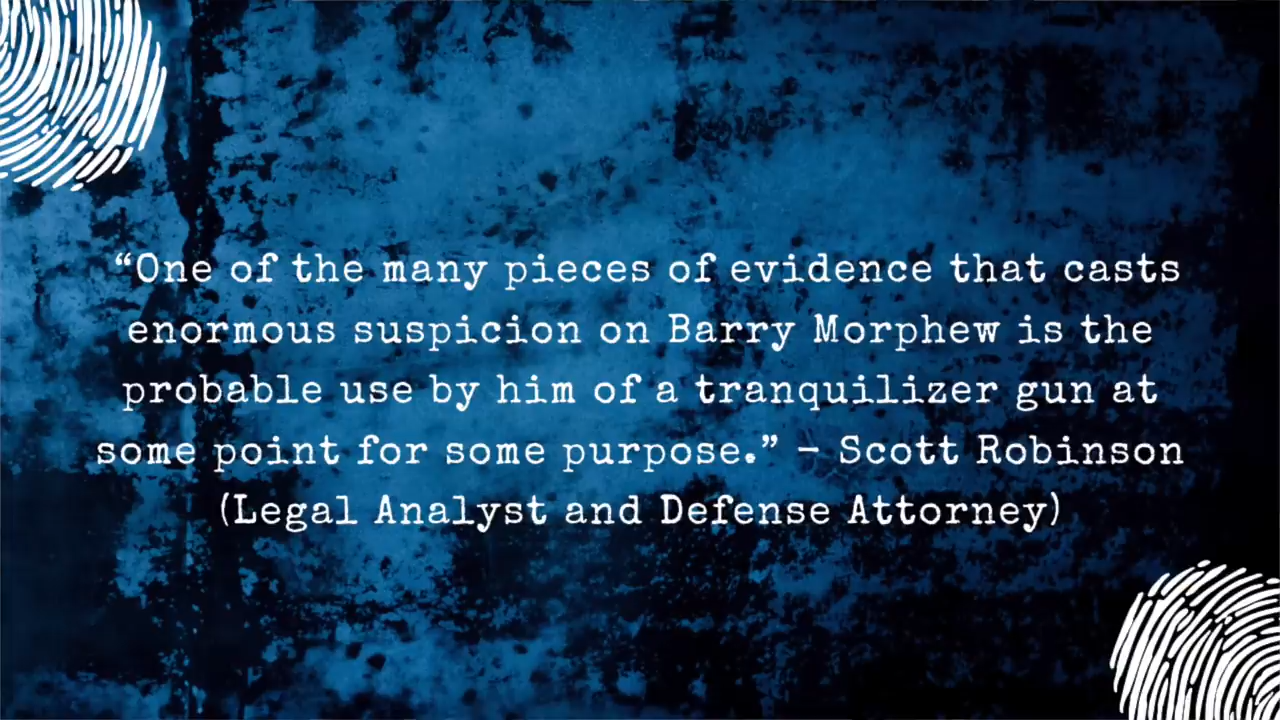 “One of the many pieces of evidence that casts
enormous suspicion on Barry Morphew is the
probable use by him of a tranquilizer gun at
some point for some purpose.” – Scott Robinson
(Legal Analyst and Defense Attorney)